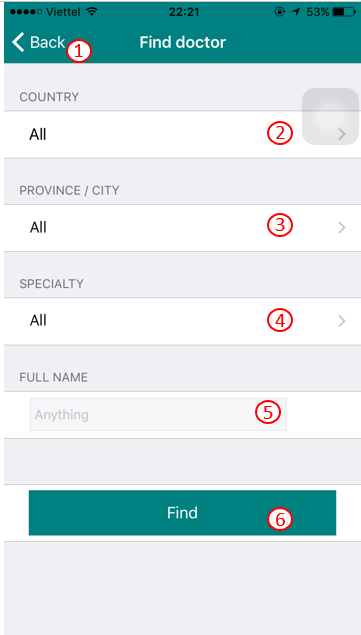 Viettel 22:21 53%
Back 1 Find doctor
COUNTRY
All 2
PROVINCE / CITY
All 3
SPECIALTY
All 4
FULL NAME
Anything 5
Find 6